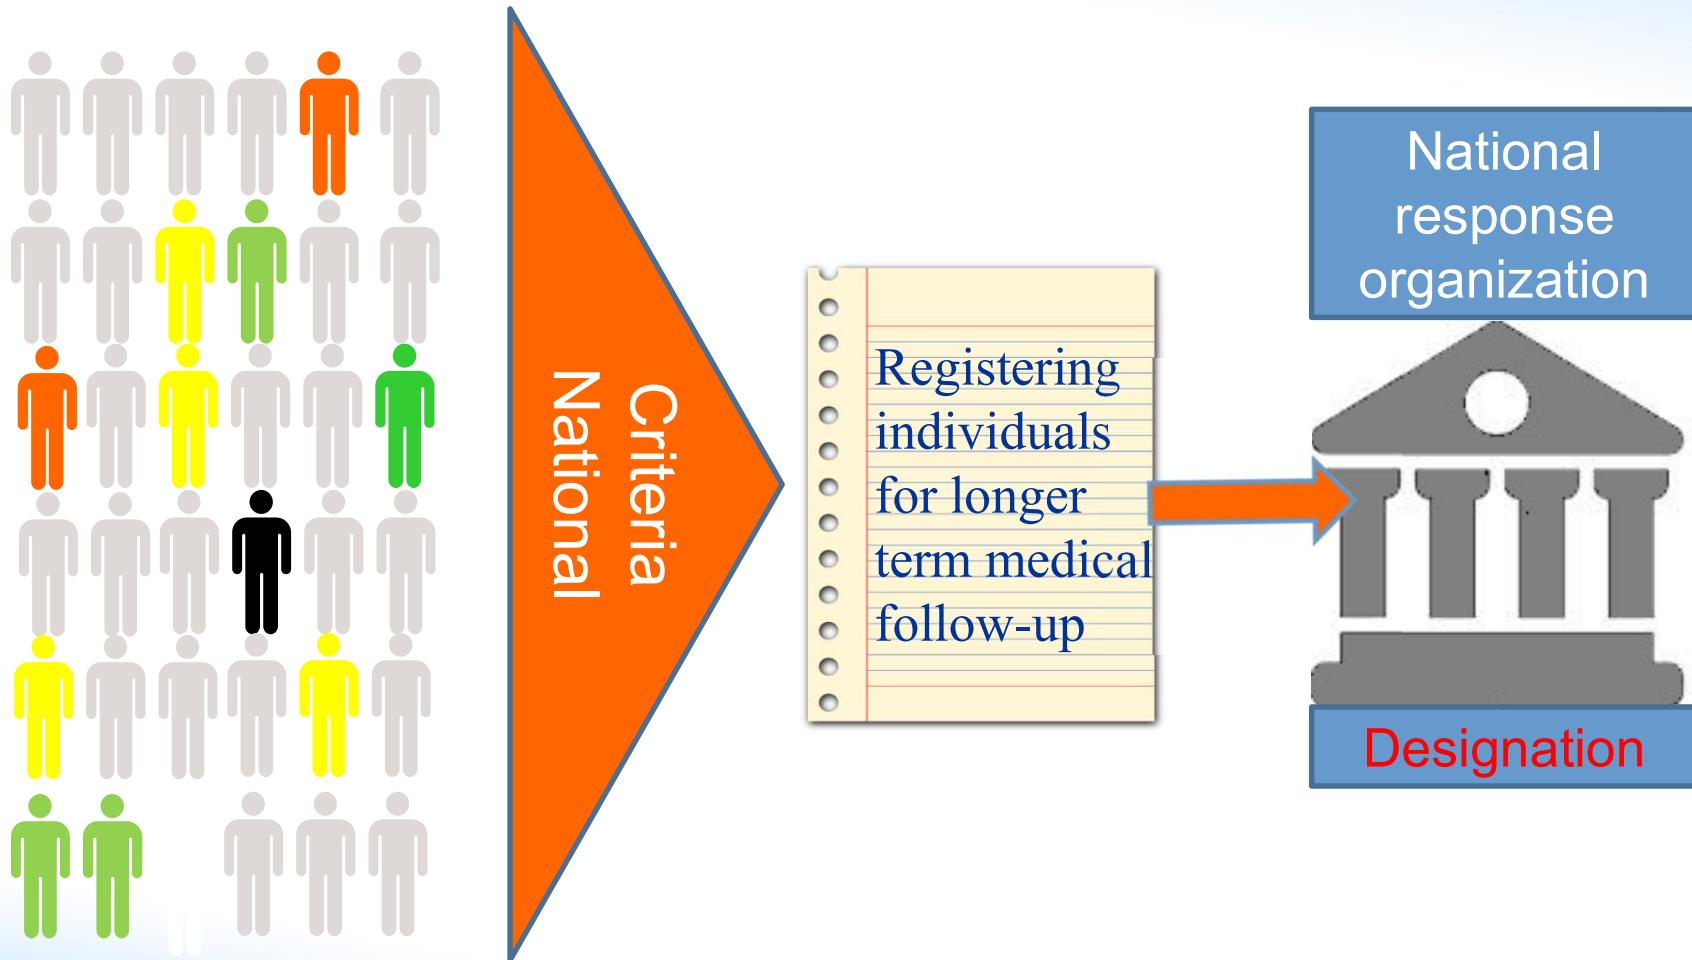 National
Criteria
Registering
individuals
for longer
term medical
follow-up
National
response
organization
Designation